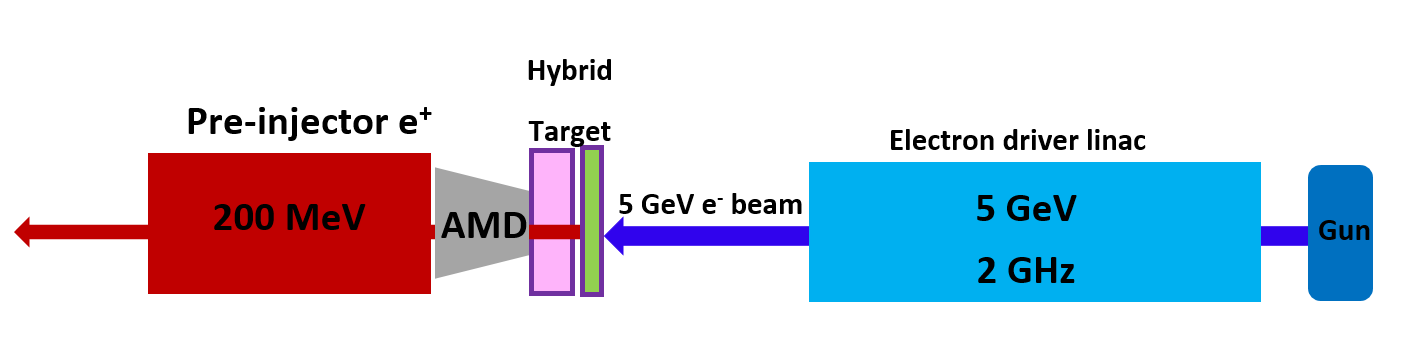 Hybrid
Target
Pre-injector e⁺
Electron driver linac
200 MeV
AMD
5 GeV e⁻ beam
5 GeV
2 GHz
Gun